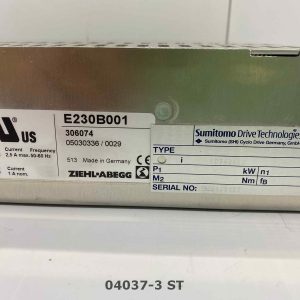 E230B001
306074
05030336 / 0029
US
Current Frequency
2,5 A max. 50-60 Hz
Current
1 A nom.
513 Made in Germany
ZIEHL-ABEGG
Sumitomo Drive Technologies
Sumitomo (SHI) Cyclo Drive Germany, GmbH
TYPE
i
P1 kW n1
M2 Nm fB
SERIAL NO:
04037-3 ST